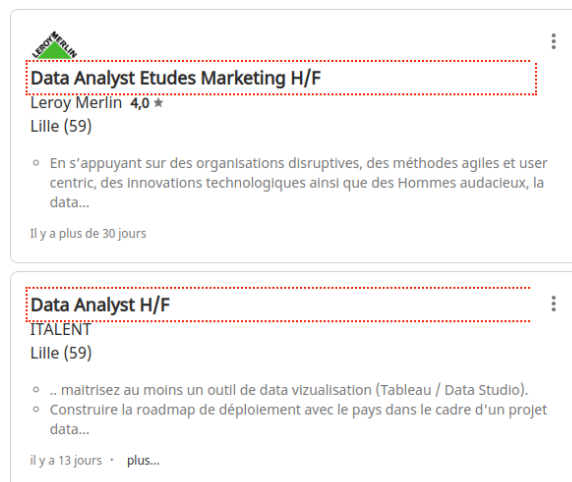 LEROY MERLIN
Data Analyst Etudes Marketing H/F
Leroy Merlin 4,0 ★
Lille (59)
En s’appuyant sur des organisations disruptives, des méthodes agiles et user
centric, des innovations technologiques ainsi que des Hommes audacieux, la
data...
Il y a plus de 30 jours
Data Analyst H/F
ITALENT
Lille (59)
.. maitrisez au moins un outil de data vizualisation (Tableau / Data Studio).
Construire la roadmap de déploiement avec le pays dans le cadre d'un projet
data...
il y a 13 jours · plus...